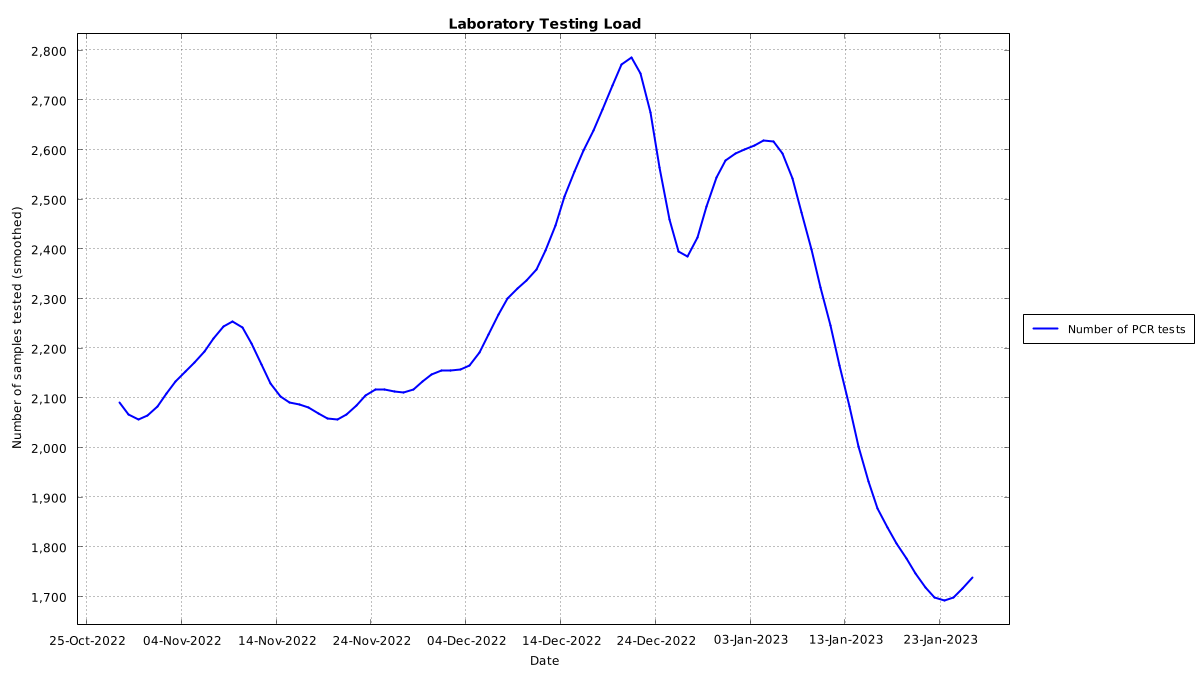 Laboratory Testing Load
Number of samples tested (smoothed)
2,800
2,700
2,600
2,500
2,400
2,300
2,200
2,100
2,000
1,900
1,800
1,700
25-Oct-2022 04-Nov-2022 14-Nov-2022 24-Nov-2022 04-Dec-2022 14-Dec-2022 24-Dec-2022 03-Jan-2023 13-Jan-2023 23-Jan-2023
Date
Number of PCR tests